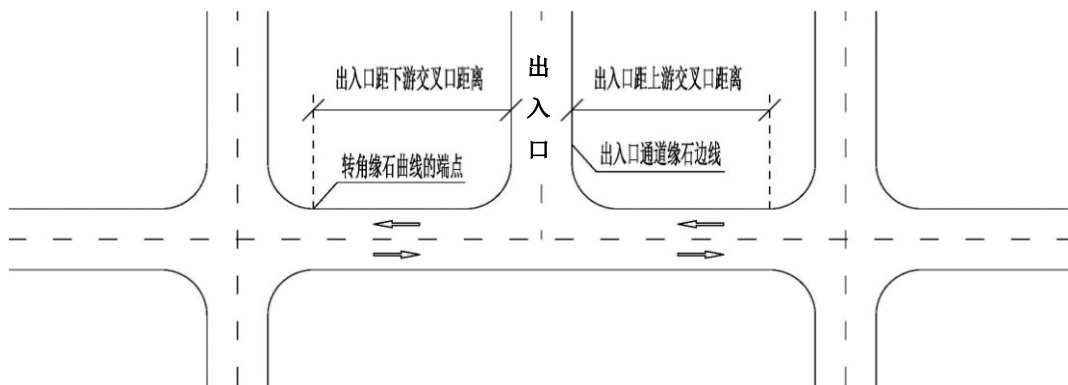 出入口距下游交叉口距离
出入口
出入口距上游交叉口距离
转角缘石曲线的端点
出入口通道缘石边线